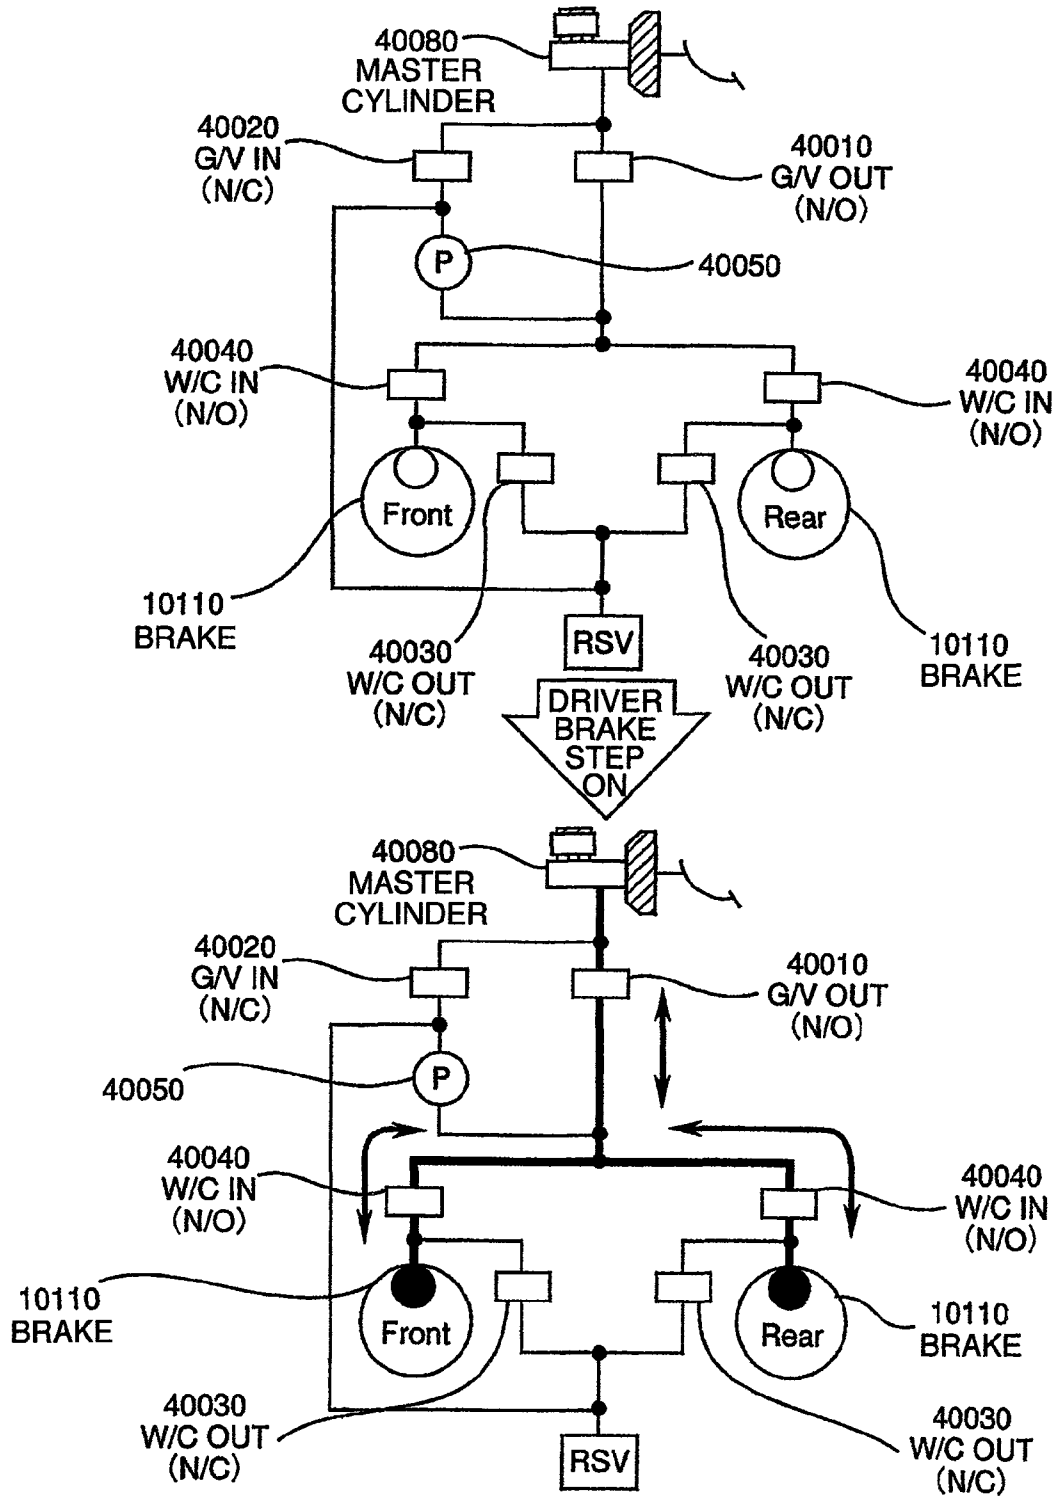 40080
MASTER
CYLINDER
40020
G/V IN
(N/C)
40010
G/V OUT
(N/O)
P
40050
40040
W/C IN
(N/O)
40040
W/C IN
(N/O)
Front
Rear
10110
BRAKE
40030
W/C OUT
(N/C)
RSV
40030
W/C OUT
(N/C)
10110
BRAKE
DRIVER
BRAKE
STEP
ON
40080
MASTER
CYLINDER
40020
G/V IN
(N/C)
40010
G/V OUT
(N/O)
40050
P
40040
W/C IN
(N/O)
40040
W/C IN
(N/O)
10110
BRAKE
Front
Rear
10110
BRAKE
40030
W/C OUT
(N/C)
RSV
40030
W/C OUT
(N/C)